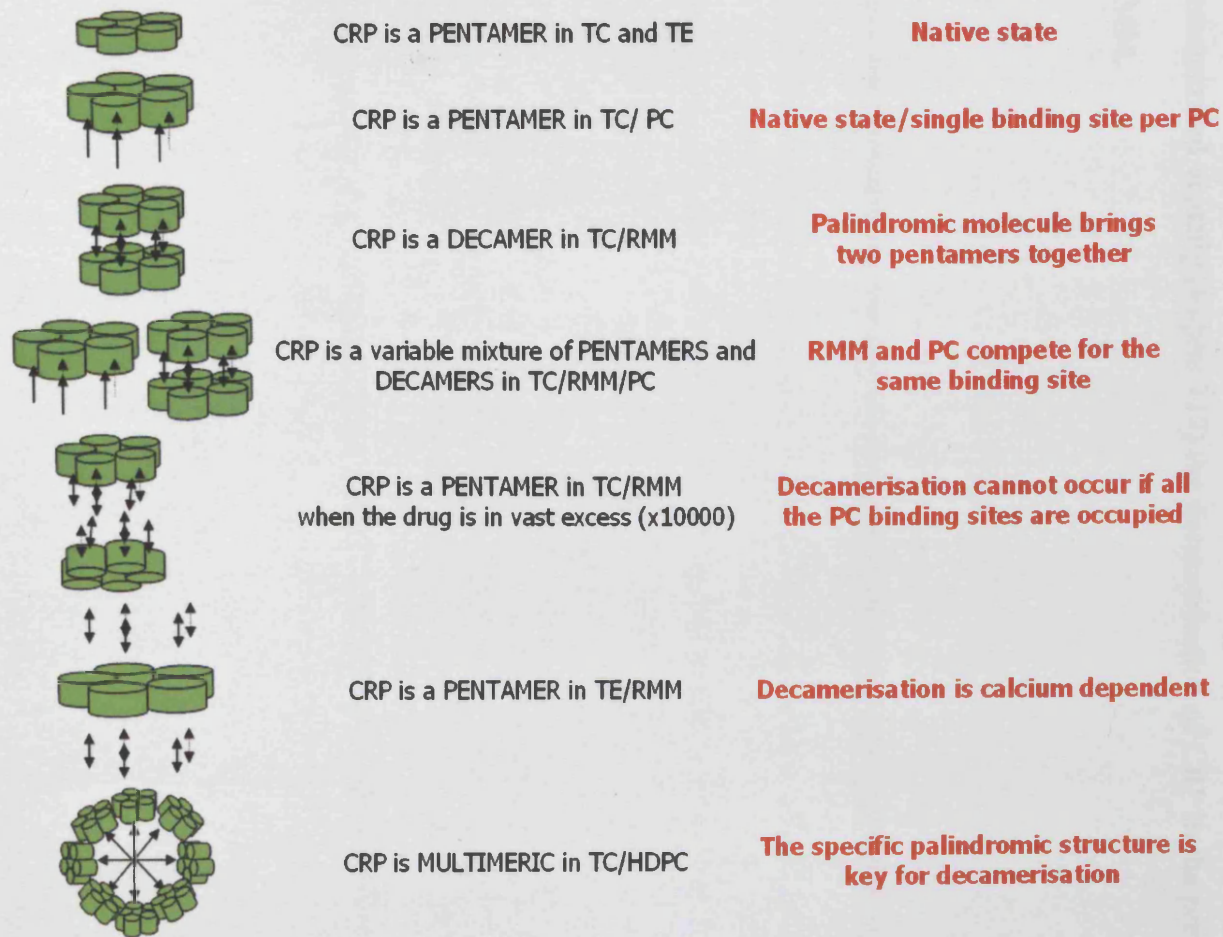 CRP is a PENTAMER in TC and TE
Native state
CRP is a PENTAMER in TC/ PC
Native state/single binding site per PC
CRP is a DECAMER in TC/RMM
Palindromic molecule brings
two pentamers together
CRP is a variable mixture of PENTAMERS and
DECAMERS in TC/RMM/PC
RMM and PC compete for the
same binding site
CRP is a PENTAMER in TC/RMM
when the drug is in vast excess (x10000)
Decamerisation cannot occur if all
the PC binding sites are occupied
CRP is a PENTAMER in TE/RMM
Decamerisation is calcium dependent
CRP is MULTIMERIC in TC/HDPC
The specific palindromic structure is
key for decamerisation